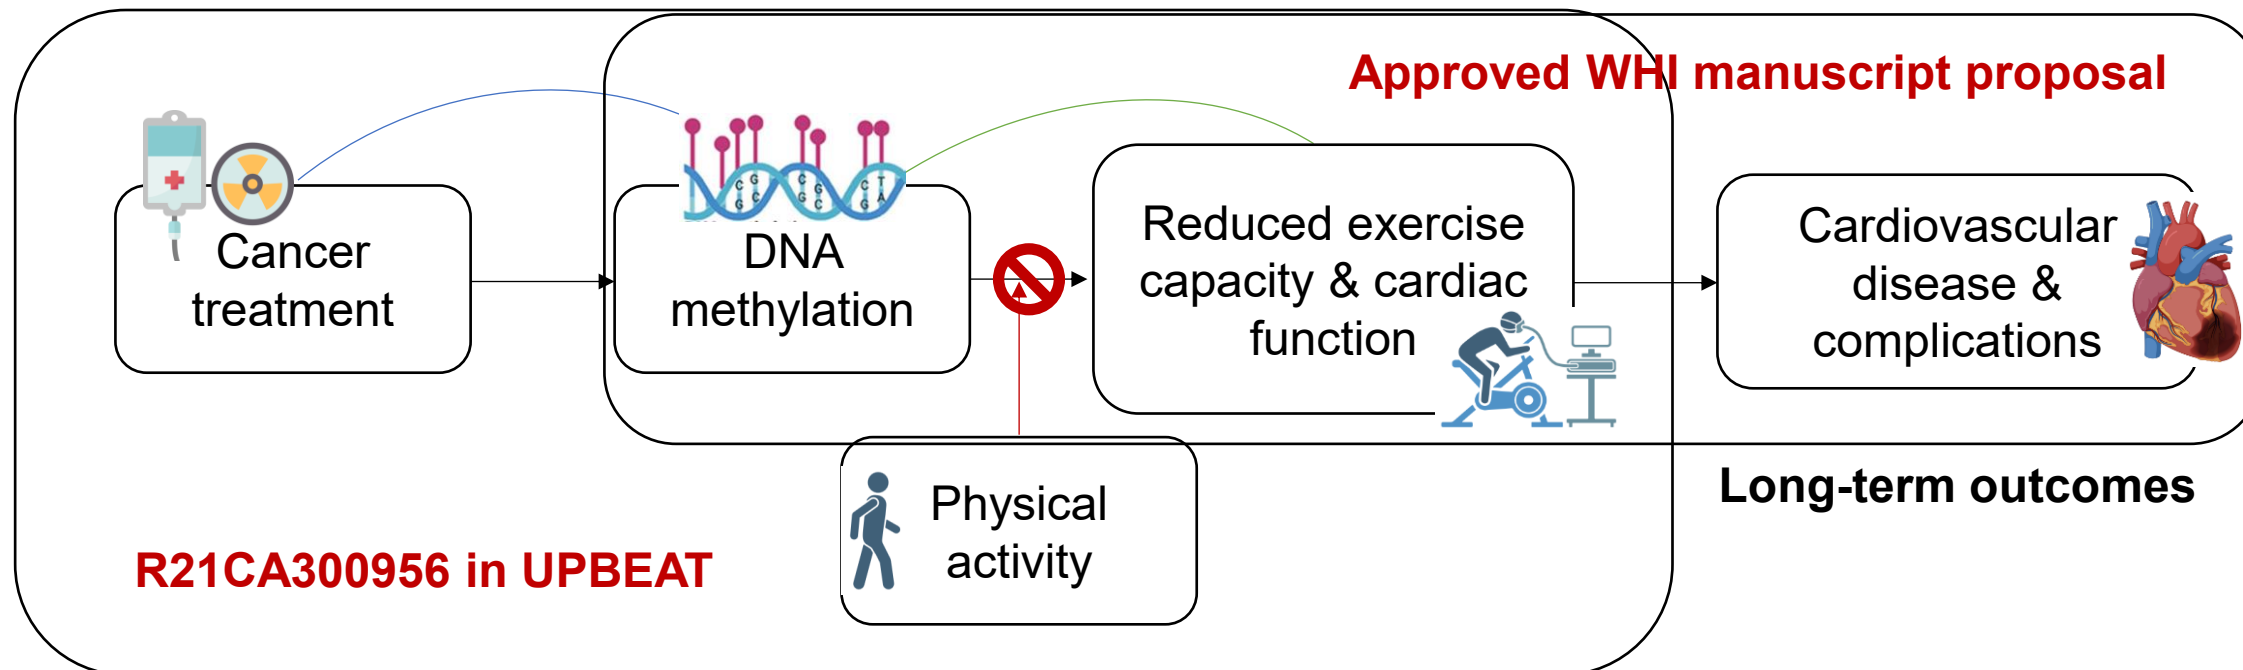 Approved WHI manuscript proposal
Cancer
treatment
DNA
methylation
C G C G C T
G C G C G A
Reduced exercise
capacity & cardiac
function
Cardiovascular
disease &
complications
Physical
activity
Long-term outcomes
R21CA300956 in UPBEAT